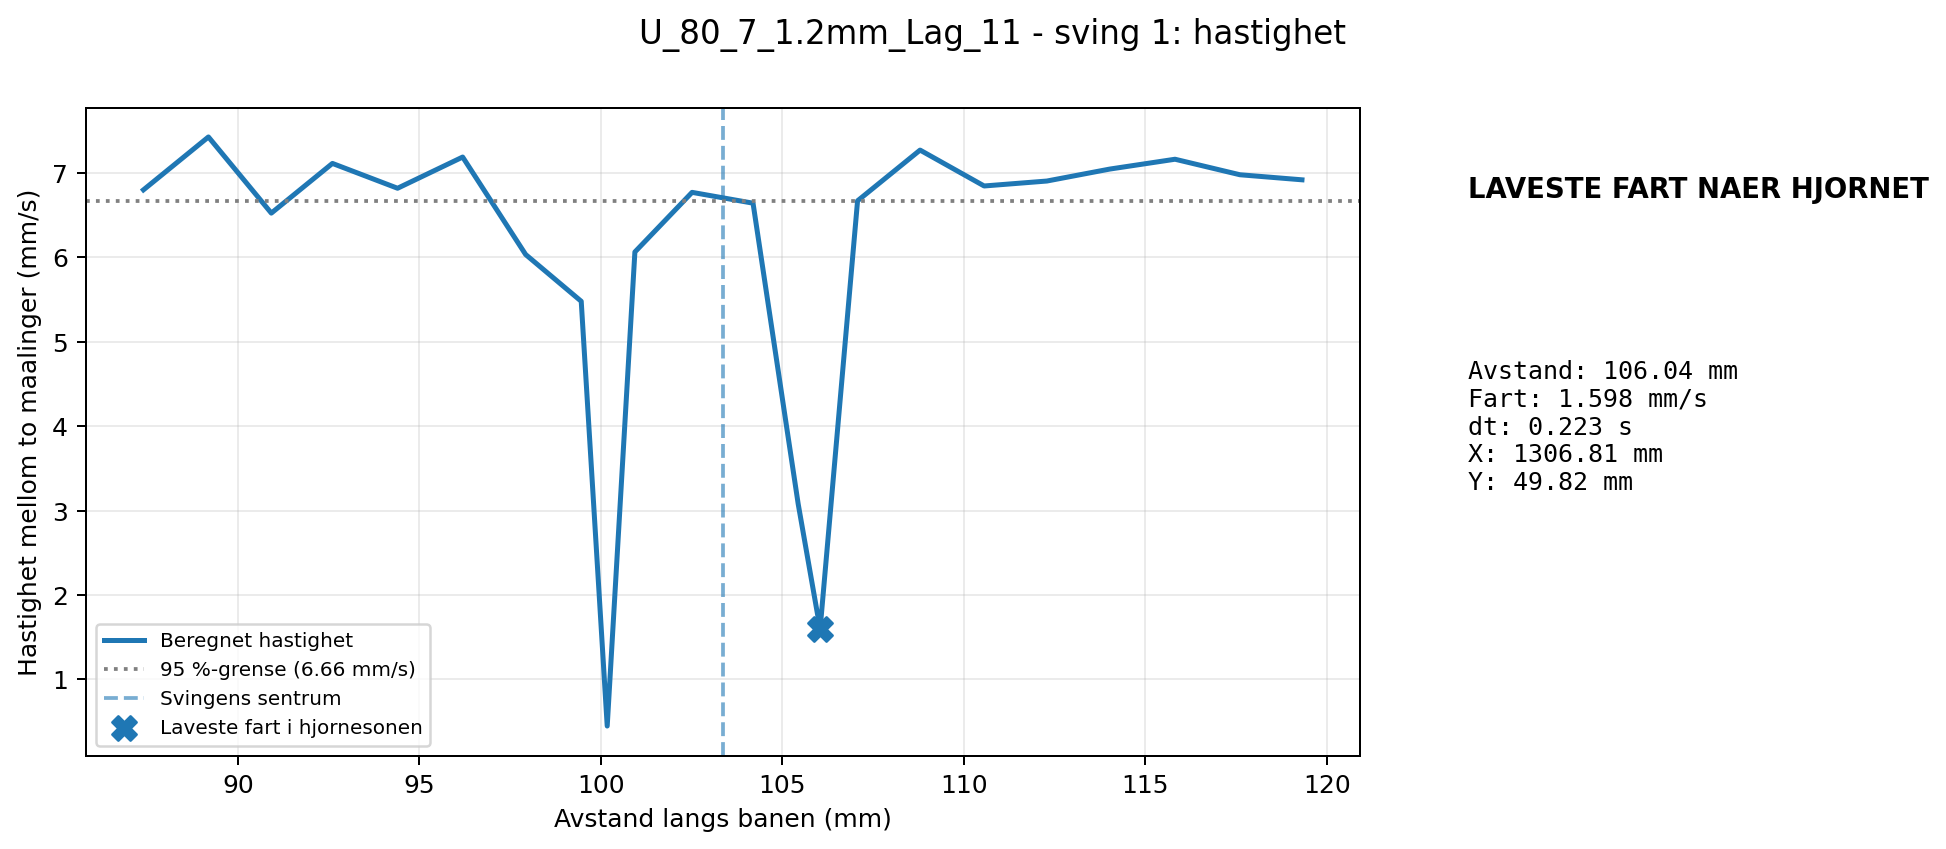 U_80_7_1.2mm_Lag_11 - sving 1: hastighet
Hastighet mellom to maalinger (mm/s)
7
6
5
4
3
2
1
Beregnet hastighet
95 %-grense (6.66 mm/s)
Svingens sentrum
Laveste fart i hjornesonen
90
95
100
105
110
115
120
Avstand langs banen (mm)
LAVESTE FART NAER HJORNET
Avstand: 106.04 mm
Fart: 1.598 mm/s
dt: 0.223 s
X: 1306.81 mm
Y: 49.82 mm